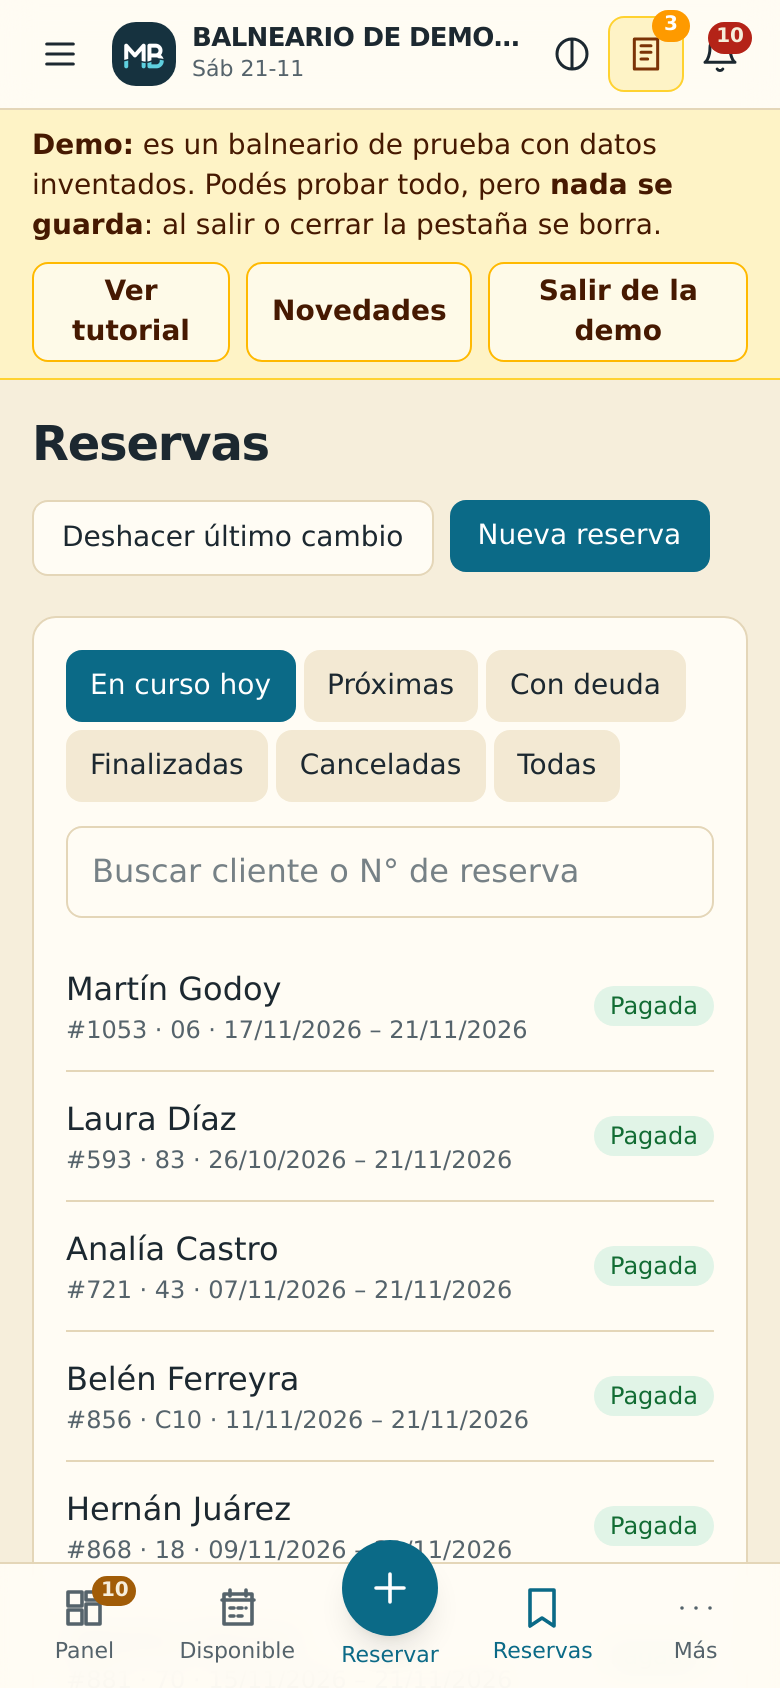 MB
BALNEARIO DE DEMO...
Sáb 21-11
3
10
Demo: es un balneario de prueba con datos
inventados. Podés probar todo, pero nada se
guarda: al salir o cerrar la pestaña se borra.
Ver
tutorial
Novedades
Salir de la
demo
Reservas
Deshacer último cambio
Nueva reserva
En curso hoy
Próximas
Con deuda
Finalizadas
Canceladas
Todas
Buscar cliente o N° de reserva
Martín Godoy
#1053 · 06 · 17/11/2026 – 21/11/2026
Pagada
Laura Díaz
#593 · 83 · 26/10/2026 – 21/11/2026
Pagada
Analía Castro
#721 · 43 · 07/11/2026 – 21/11/2026
Pagada
Belén Ferreyra
#856 · C10 · 11/11/2026 – 21/11/2026
Pagada
Hernán Juárez
#868 · 18 · 09/11/2026 – /11/2026
Pagada
10
Panel
Disponible
Reservar
Reservas
Más